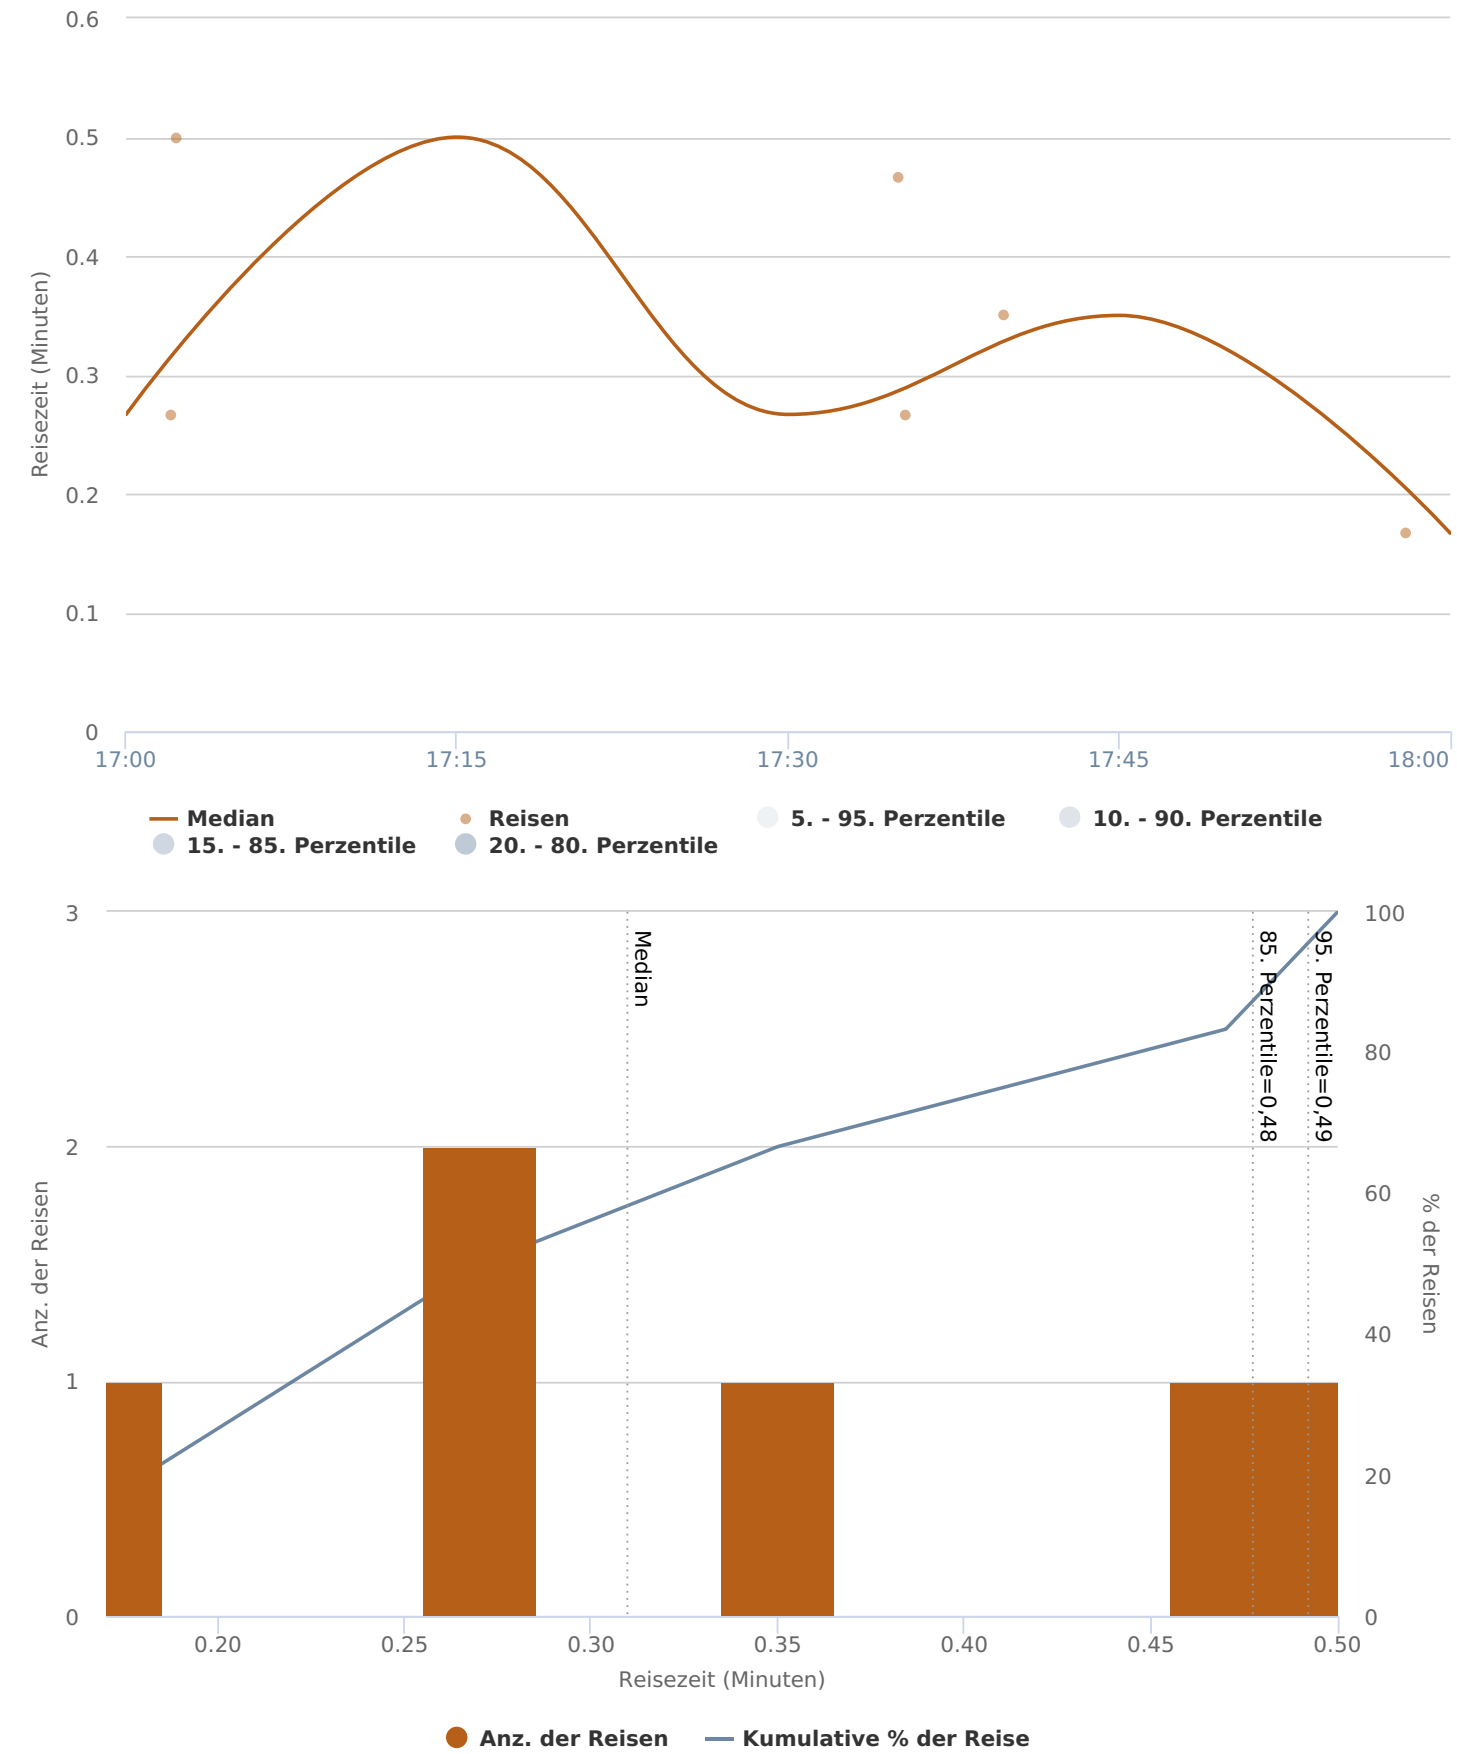 0.6
0.5
0.4
0.3
0.2
0.1
0
Reisezeit (Minuten)
17:00 17:15 17:30 17:45 18:00
Median Reisen 5. - 95. Perzentile 10. - 90. Perzentile
15. - 85. Perzentile 20. - 80. Perzentile
3
2
1
0
Anz. der Reisen
Median
85. Perzentile=0,48
95. Perzentile=0,49
100
80
60
40
20
0
% der Reisen
0.20 0.25 0.30 0.35 0.40 0.45 0.50
Reisezeit (Minuten)
Anz. der Reisen Kumulative % der Reise